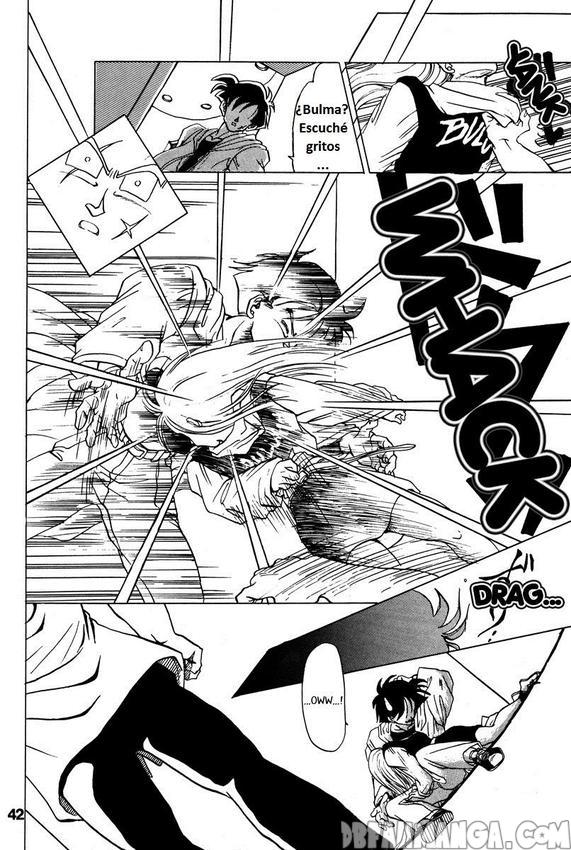 ¿Bulma?
Escuché
gritos
...
YANK
BUL
WHACK
DRAG...
...OWW...!
42
DBFANMANGA.COM